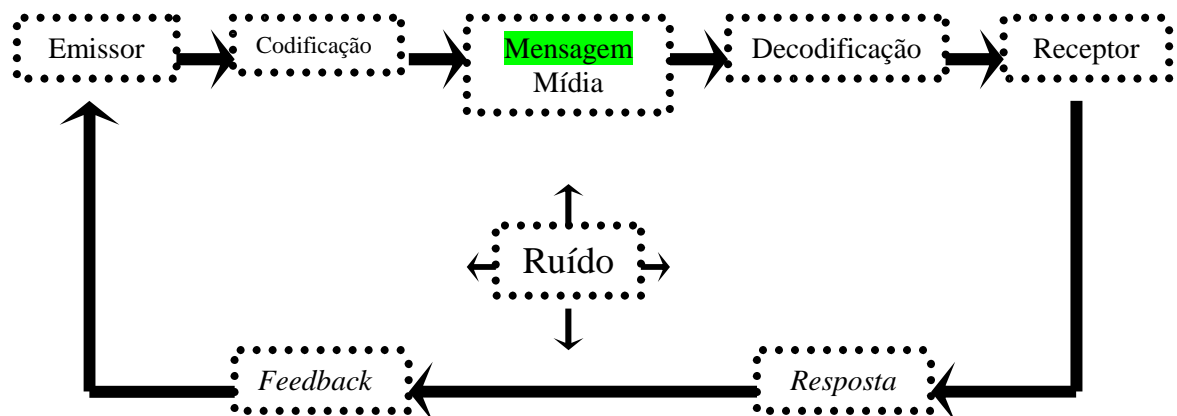 Emissor
Codificação
Mensagem
Mídia
Decodificação
Receptor
Ruído
Feedback
Resposta